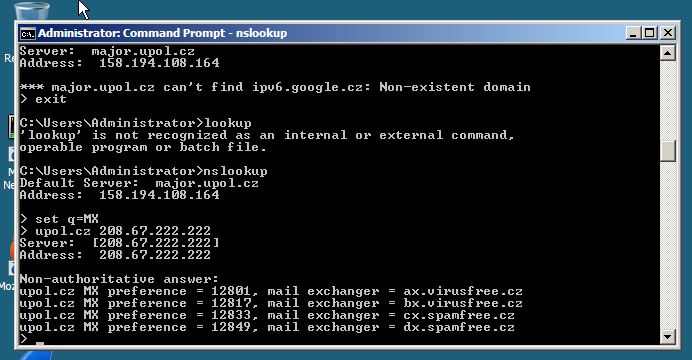 Administrator: Command Prompt - nslookup
Server:  major.upol.cz
Address:  158.194.108.164
*** major.upol.cz can't find ipv6.google.cz: Non-existent domain
> exit
C:\Users\Administrator>lookup
'lookup' is not recognized as an internal or external command,
operable program or batch file.
C:\Users\Administrator>nslookup
Default Server:  major.upol.cz
Address:  158.194.108.164
> set q=MX
> upol.cz 208.67.222.222
Server:  [208.67.222.222]
Address:  208.67.222.222
Non-authoritative answer:
upol.cz MX preference = 12801, mail exchanger = ax.virusfree.cz
upol.cz MX preference = 12817, mail exchanger = bx.virusfree.cz
upol.cz MX preference = 12833, mail exchanger = cx.spamfree.cz
upol.cz MX preference = 12849, mail exchanger = dx.spamfree.cz
> _